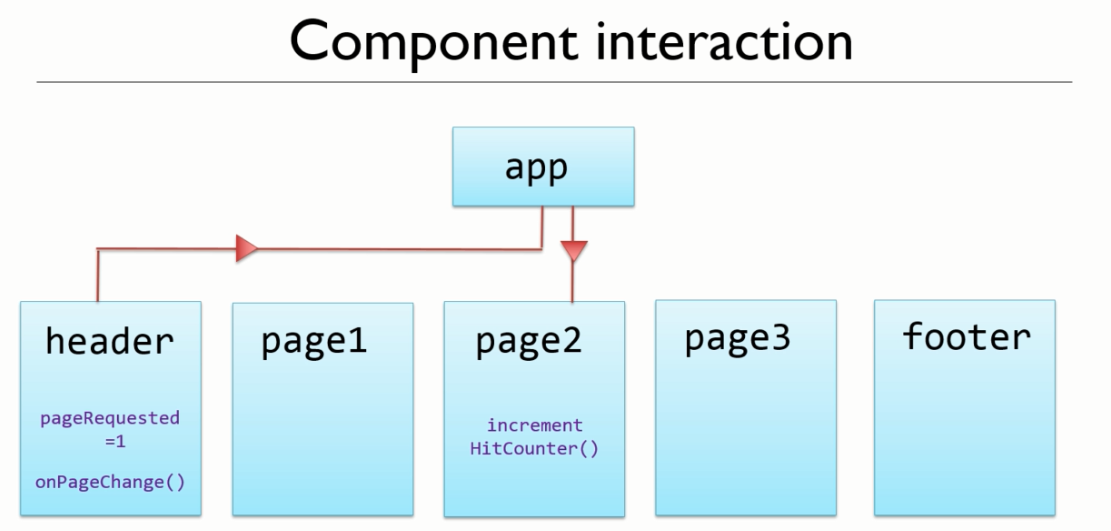 Component interaction
app
header
pageRequested
=1
onPageChange()
page1
page2
increment
HitCounter()
page3
footer